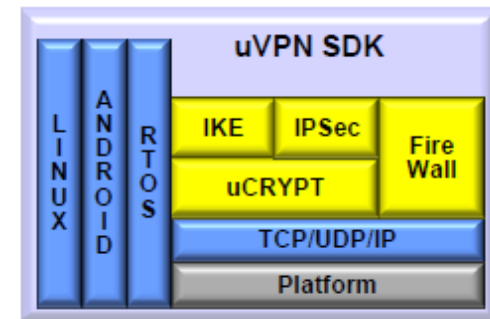 uVPN SDK
LINUX
ANDROID
RTOS
IKE
IPSec
Fire
Wall
uCRYPT
TCP/UDP/IP
Platform